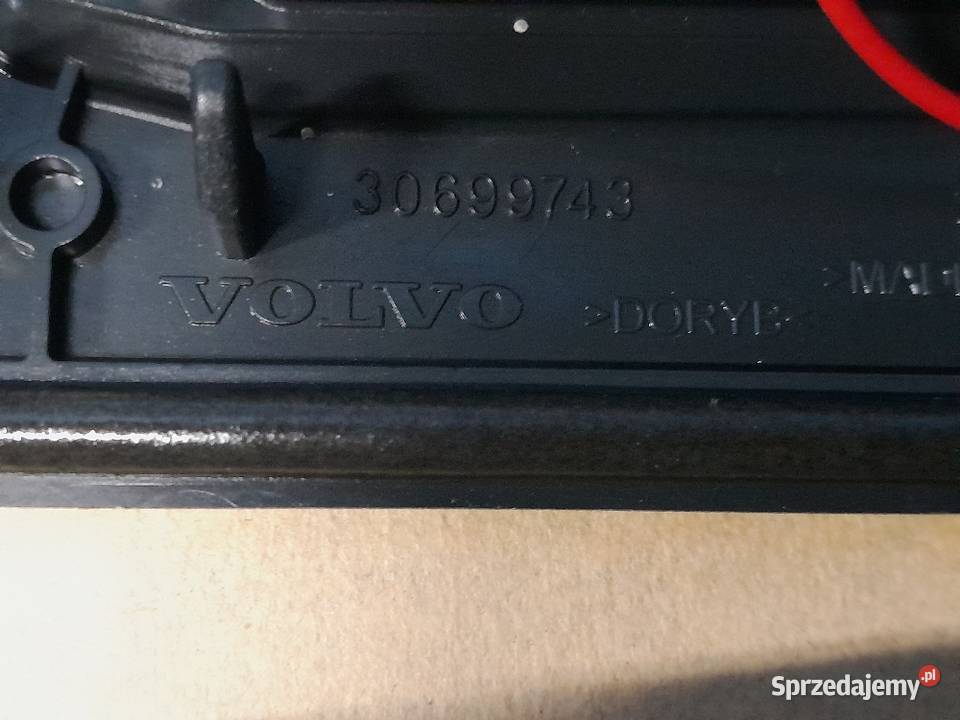 30699743
VOLVO
>DORYB<
Sprzedajemy.pl